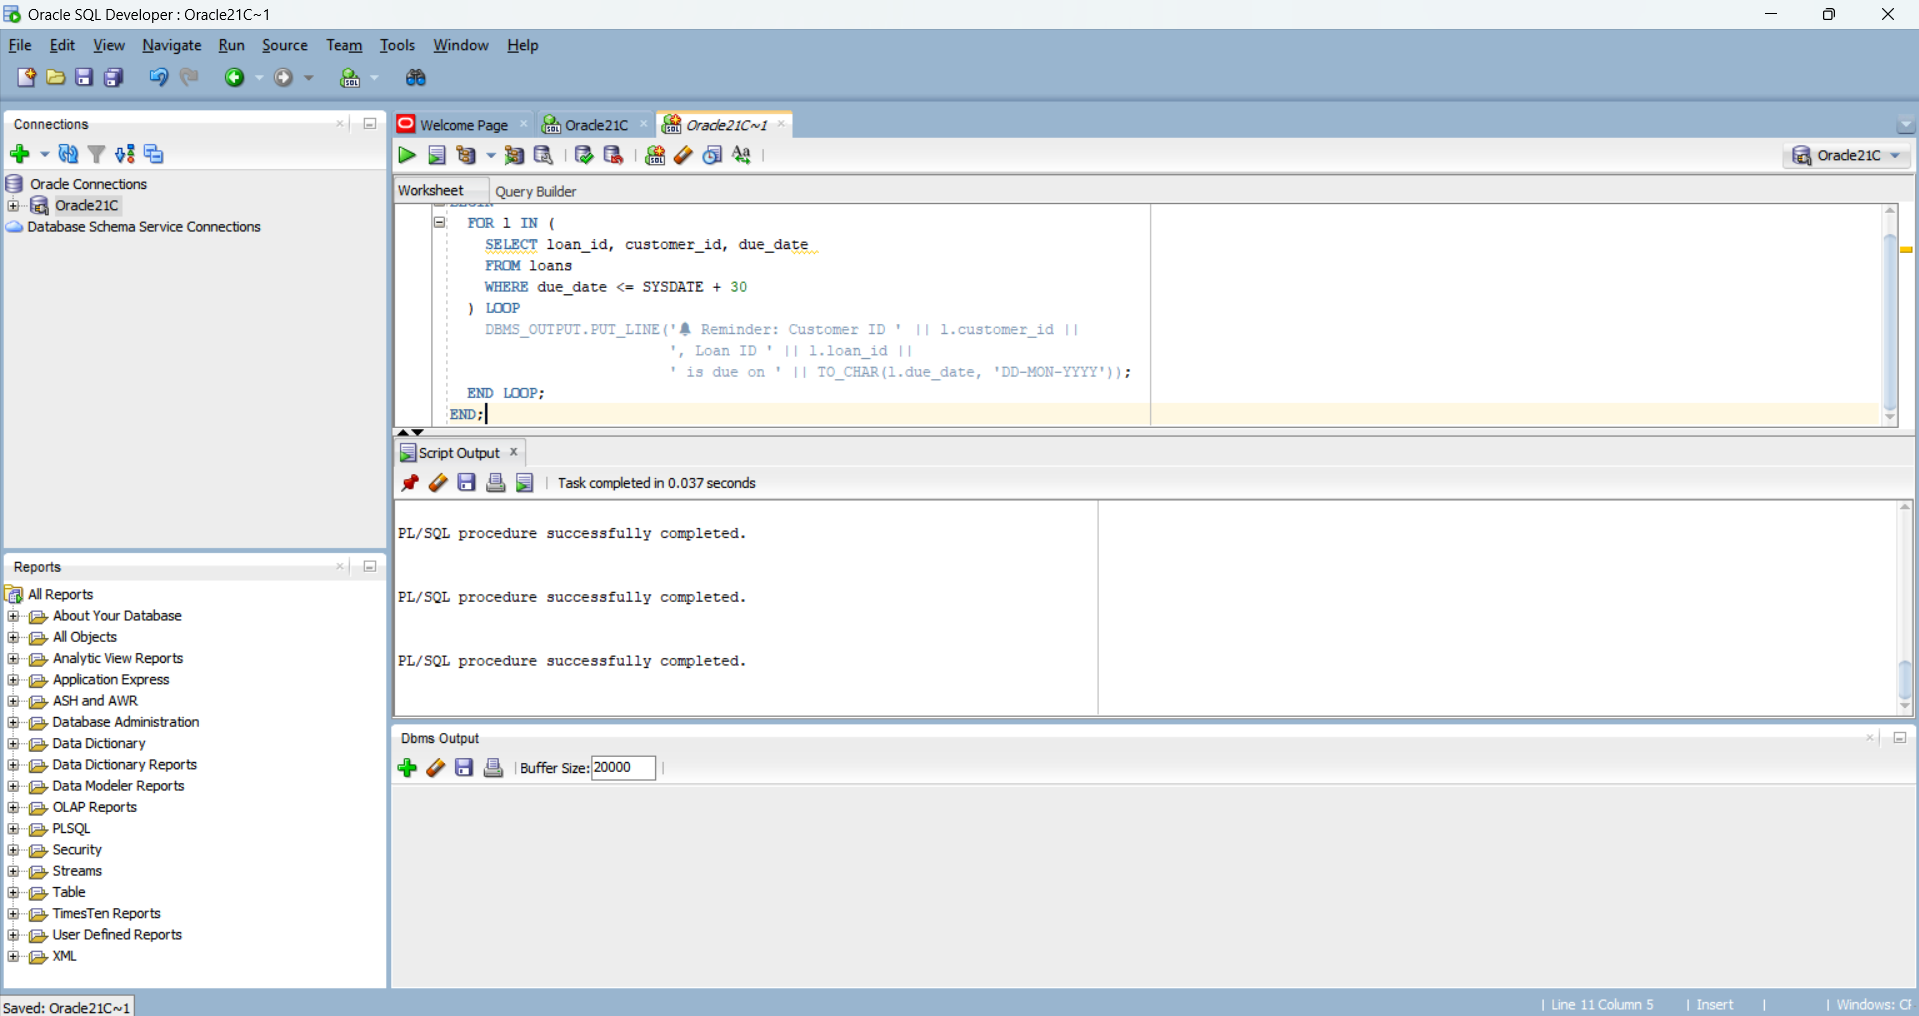 Oracle SQL Developer : Oracle21C~1
File Edit View Navigate Run Source Team Tools Window Help
Connections
Oracle Connections
Oracle21C
Database Schema Service Connections
Reports
All Reports
About Your Database
All Objects
Analytic View Reports
Application Express
ASH and AWR
Database Administration
Data Dictionary
Data Dictionary Reports
Data Modeler Reports
OLAP Reports
PLSQL
Security
Streams
Table
TimesTen Reports
User Defined Reports
XML
Welcome Page Oracle21C Oracle21C~1
Oracle21C
Worksheet Query Builder
FOR l IN (
SELECT loan_id, customer_id, due_date
FROM loans
WHERE due_date <= SYSDATE + 30
) LOOP
DBMS_OUTPUT.PUT_LINE('🔔 Reminder: Customer ID ' || l.customer_id ||
', Loan ID ' || l.loan_id ||
' is due on ' || TO_CHAR(l.due_date, 'DD-MON-YYYY'));
END LOOP;
END;
Script Output
Task completed in 0.037 seconds
PL/SQL procedure successfully completed.
PL/SQL procedure successfully completed.
PL/SQL procedure successfully completed.
Dbms Output
Buffer Size: 20000
Saved: Oracle21C~1
Line 11 Column 5 Insert Windows: C